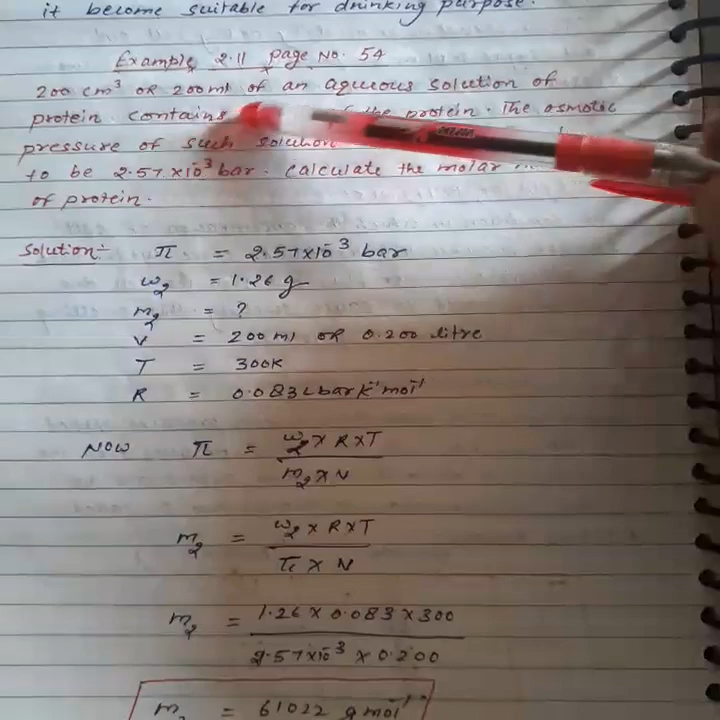 it become suitable for drinking purpose.
Example 2.11 page No. 54
200 cm³ OR 200ml of an aqueous solution of
protein contains the protein. The osmotic
pressure of such solution
to be 2.57×10⁻³ bar. Calculate the molar
of protein.
Solution:- π = 2.57×10⁻³ bar
w₂ = 1.26 g
m₂ = ?
V = 200 ml OR 0.200 litre
T = 300K
R = 0.083 L bar K⁻¹ mol⁻¹
NOW π = w₂ × R × T / m₂ × V
m₂ = w₂ × R × T / π × V
m₂ = 1.26 × 0.083 × 300 / 2.57×10⁻³ × 0.200
m₂ = 61022 g mol⁻¹